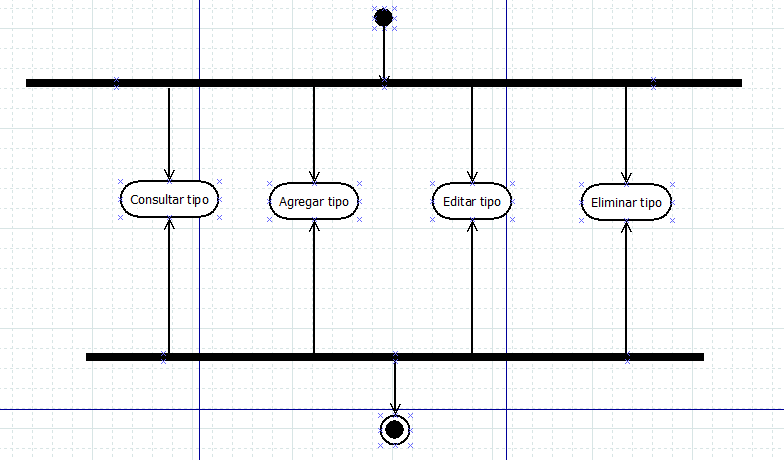 Consultar tipo
Agregar tipo
Editar tipo
Eliminar tipo